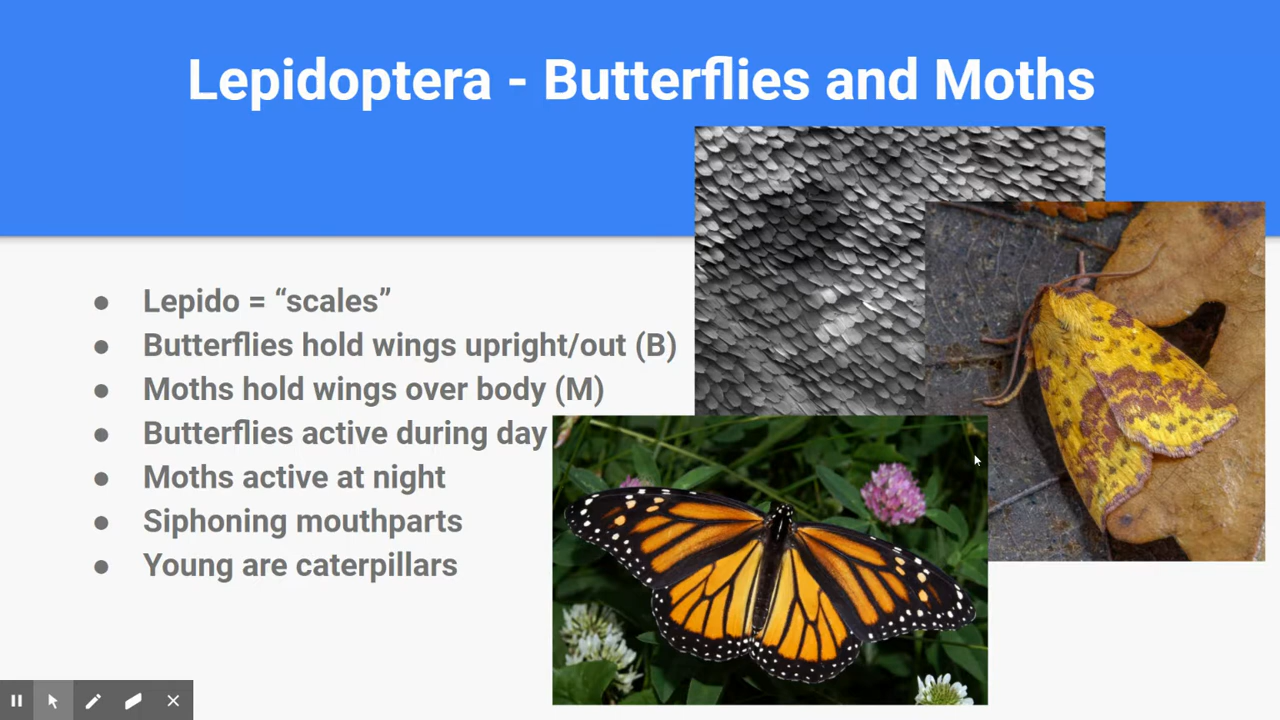 Lepidoptera - Butterflies and Moths
● Lepido = “scales”
● Butterflies hold wings upright/out (B)
● Moths hold wings over body (M)
● Butterflies active during day
● Moths active at night
● Siphoning mouthparts
● Young are caterpillars